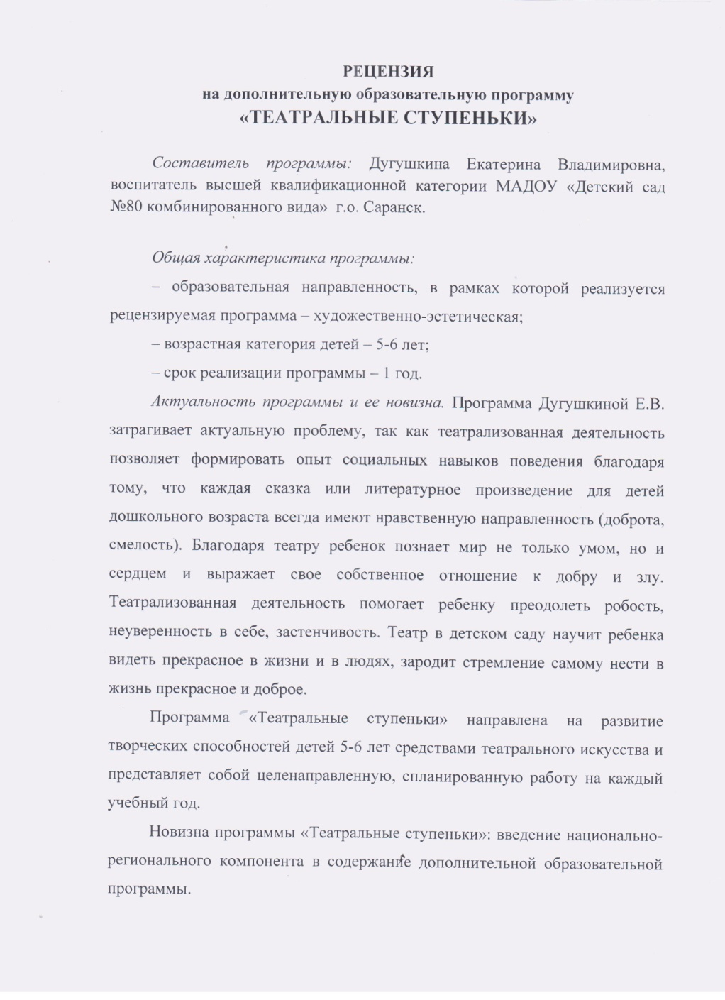 РЕЦЕНЗИЯ
на дополнительную образовательную программу
«ТЕАТРАЛЬНЫЕ СТУПЕНЬКИ»
Составитель программы: Дугушкина Екатерина Владимировна,
воспитатель высшей квалификационной категории МАДОУ «Детский сад
№80 комбинированного вида» г.о. Саранск.
Общая характеристика программы:
– образовательная направленность, в рамках которой реализуется
рецензируемая программа – художественно-эстетическая;
– возрастная категория детей – 5-6 лет;
– срок реализации программы – 1 год.
Актуальность программы и ее новизна. Программа Дугушкиной Е.В.
затрагивает актуальную проблему, так как театрализованная деятельность
позволяет формировать опыт социальных навыков поведения благодаря
тому, что каждая сказка или литературное произведение для детей
дошкольного возраста всегда имеют нравственную направленность (доброта,
смелость). Благодаря театру ребенок познает мир не только умом, но и
сердцем и выражает свое собственное отношение к добру и злу.
Театрализованная деятельность помогает ребенку преодолеть робость,
неуверенность в себе, застенчивость. Театр в детском саду научит ребенка
видеть прекрасное в жизни и в людях, зародит стремление самому нести в
жизнь прекрасное и доброе.
Программа «Театральные ступеньки» направлена на развитие
творческих способностей детей 5-6 лет средствами театрального искусства и
представляет собой целенаправленную, спланированную работу на каждый
учебный год.
Новизна программы «Театральные ступеньки»: введение национально-
регионального компонента в содержание дополнительной образовательной
программы.